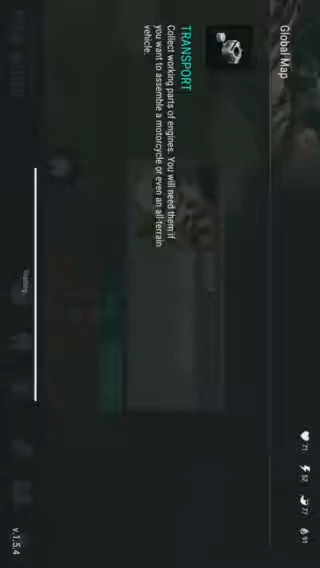 Global Map
71 52 77 91
TRANSPORT
Collect working parts of engines. You will need them if
you want to assemble a motorcycle or even an all-terrain
vehicle.
v.1.5.4